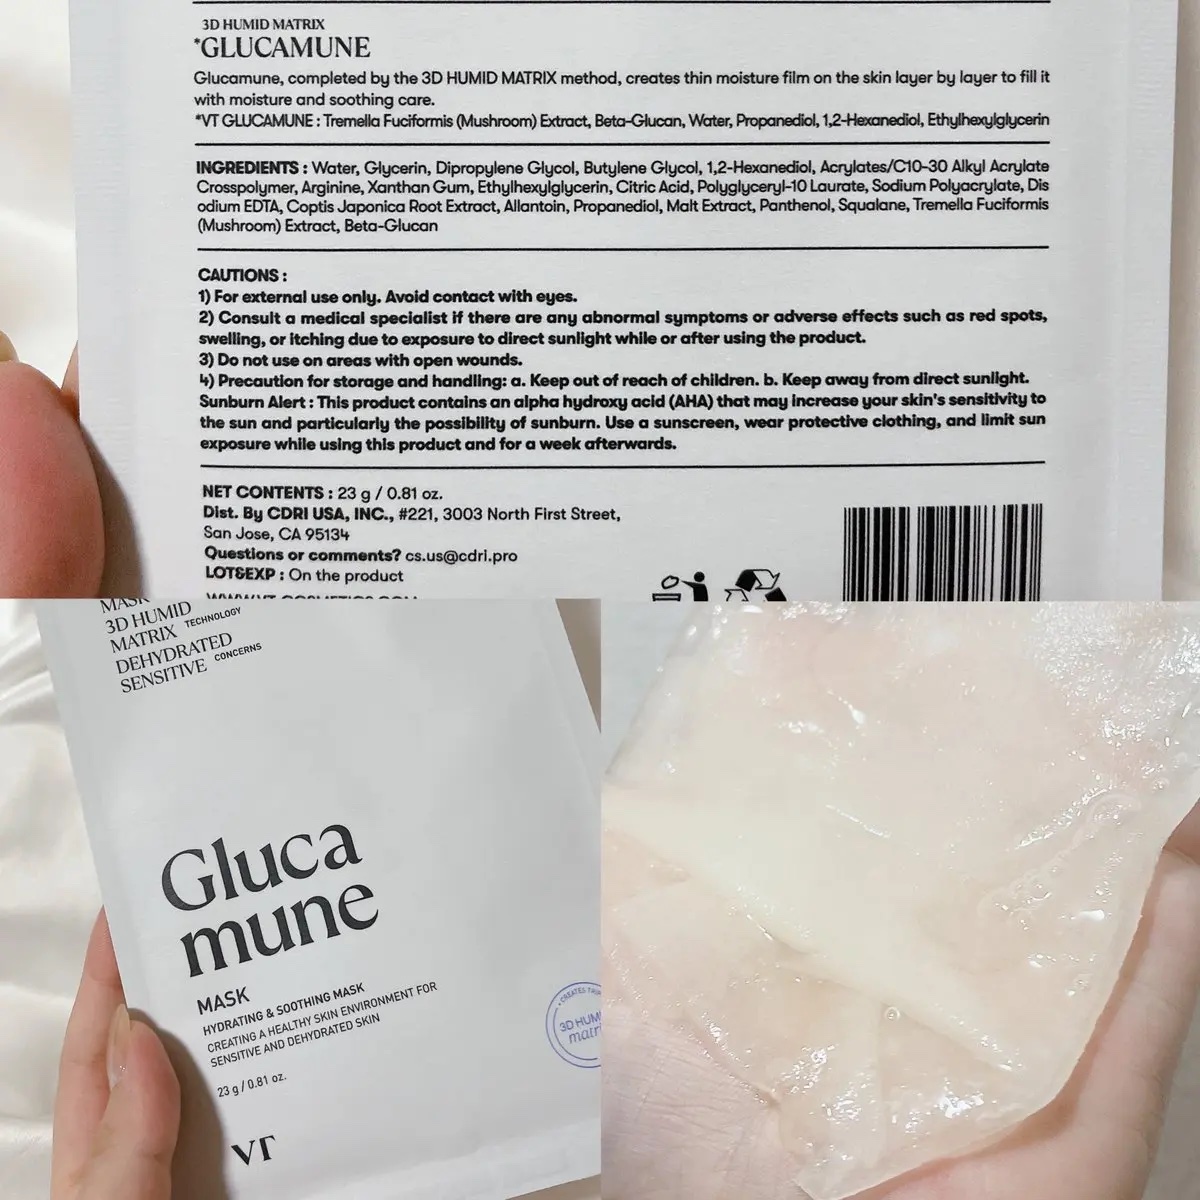 3D HUMID MATRIX
*GLUCAMUNE
Glucamune, completed by the 3D HUMID MATRIX method, creates thin moisture film on the skin layer by layer to fill it
with moisture and soothing care.
*VT GLUCAMUNE : Tremella Fuciformis (Mushroom) Extract, Beta-Glucan, Water, Propanediol, 1,2-Hexanediol, Ethylhexylglycerin
INGREDIENTS : Water, Glycerin, Dipropylene Glycol, Butylene Glycol, 1,2-Hexanediol, Acrylates/C10-30 Alkyl Acrylate
Crosspolymer, Arginine, Xanthan Gum, Ethylhexylglycerin, Citric Acid, Polyglyceryl-10 Laurate, Sodium Polyacrylate, Dis
odium EDTA, Coptis Japonica Root Extract, Allantoin, Propanediol, Malt Extract, Panthenol, Squalane, Tremella Fuciformis
(Mushroom) Extract, Beta-Glucan
CAUTIONS :
1) For external use only. Avoid contact with eyes.
2) Consult a medical specialist if there are any abnormal symptoms or adverse effects such as red spots,
swelling, or itching due to exposure to direct sunlight while or after using the product.
3) Do not use on areas with open wounds.
4) Precaution for storage and handling: a. Keep out of reach of children. b. Keep away from direct sunlight.
Sunburn Alert : This product contains an alpha hydroxy acid (AHA) that may increase your skin's sensitivity to
the sun and particularly the possibility of sunburn. Use a sunscreen, wear protective clothing, and limit sun
exposure while using this product and for a week afterwards.
NET CONTENTS : 23 g / 0.81 oz.
Dist. By CDRI USA, INC., #221, 3003 North First Street,
San Jose, CA 95134
Questions or comments? cs.us@cdri.pro
LOT&EXP : On the product
MASK
3D HUMID
MATRIX TECHNOLOGY
DEHYDRATED
SENSITIVE CONCERNS
Gluca
mune
MASK
HYDRATING & SOOTHING MASK
CREATING A HEALTHY SKIN ENVIRONMENT FOR
SENSITIVE AND DEHYDRATED SKIN
23 g / 0.81 oz.
VT
CREATES
3D HUM
matr